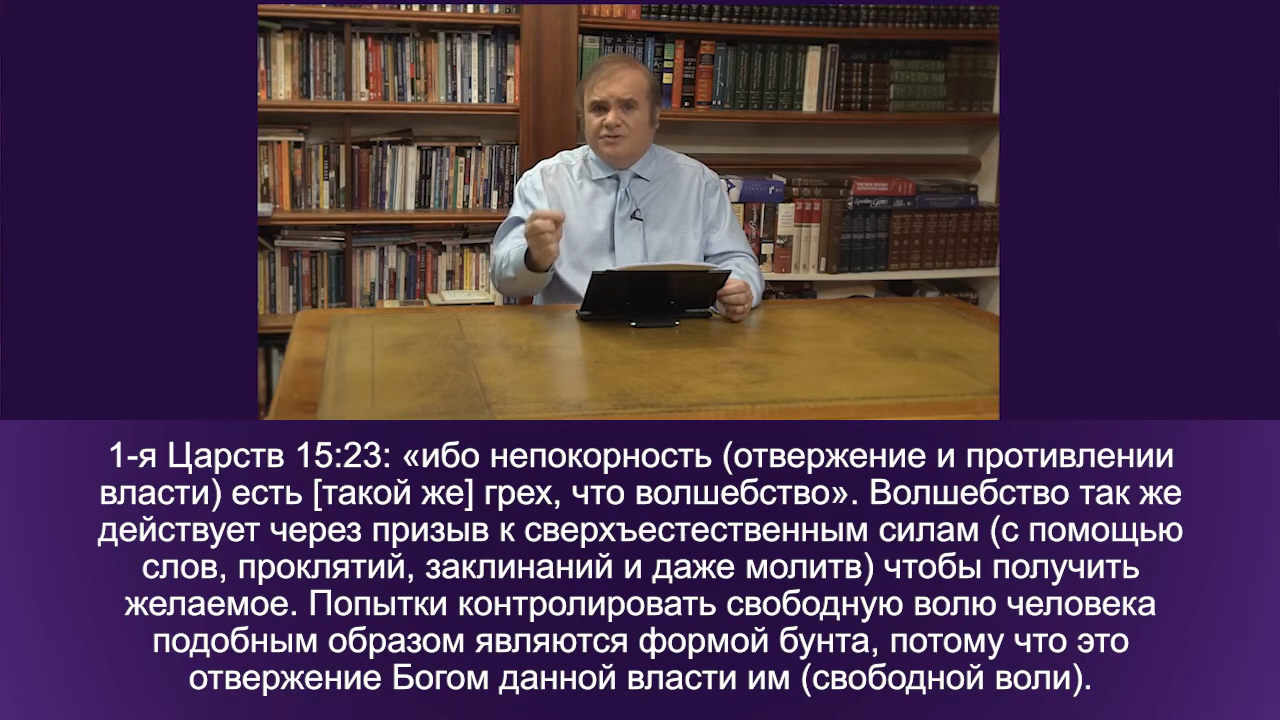 1-я Царств 15:23: «ибо непокорность (отвержение и противлении
власти) есть [такой же] грех, что волшебство». Волшебство так же
действует через призыв к сверхъестественным силам (с помощью
слов, проклятий, заклинаний и даже молитв) чтобы получить
желаемое. Попытки контролировать свободную волю человека
подобным образом являются формой бунта, потому что это
отвержение Богом данной власти им (свободной воли).